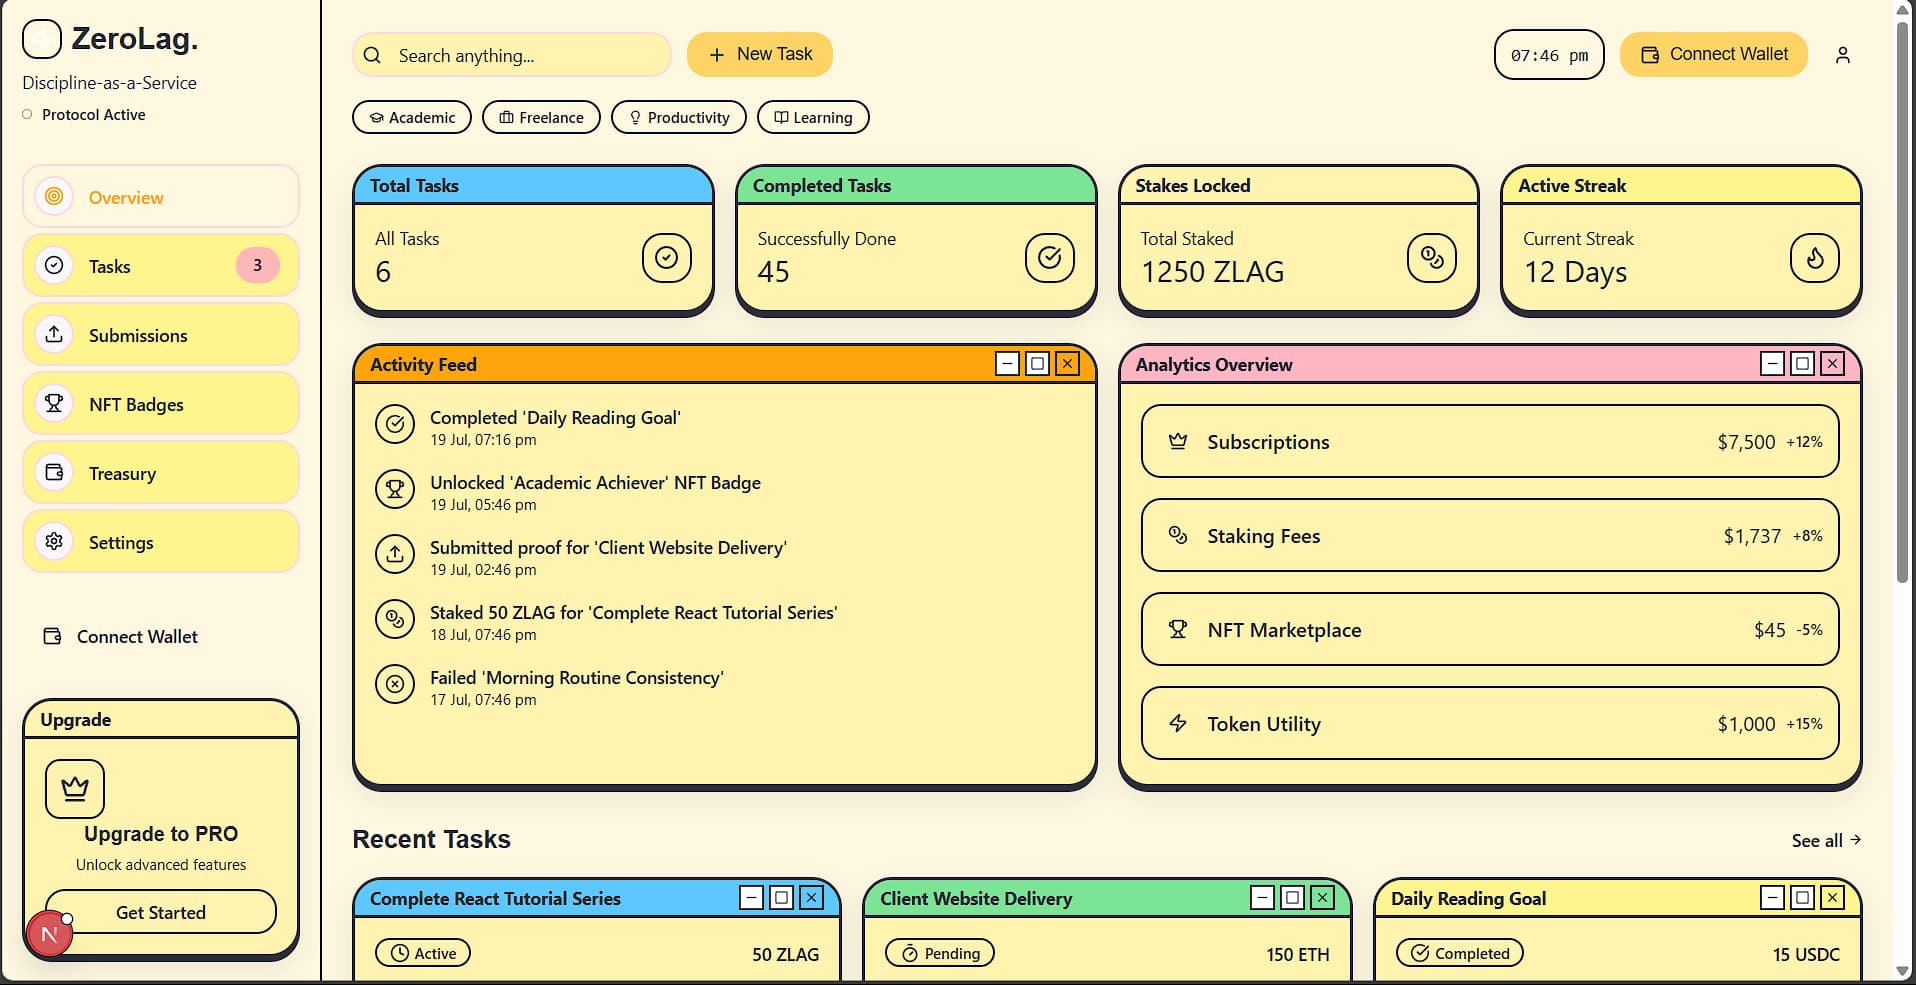 ZeroLag.
Discipline-as-a-Service
Protocol Active
Overview
Tasks 3
Submissions
NFT Badges
Treasury
Settings
Connect Wallet
Upgrade
Upgrade to PRO
Unlock advanced features
Get Started
N
Search anything...
New Task
07:46 pm
Connect Wallet
Academic
Freelance
Productivity
Learning
Total Tasks
All Tasks
6
Completed Tasks
Successfully Done
45
Stakes Locked
Total Staked
1250 ZLAG
Active Streak
Current Streak
12 Days
Activity Feed
Completed 'Daily Reading Goal'
19 Jul, 07:16 pm
Unlocked 'Academic Achiever' NFT Badge
19 Jul, 05:46 pm
Submitted proof for 'Client Website Delivery'
19 Jul, 02:46 pm
Staked 50 ZLAG for 'Complete React Tutorial Series'
18 Jul, 07:46 pm
Failed 'Morning Routine Consistency'
17 Jul, 07:46 pm
Analytics Overview
Subscriptions $7,500 +12%
Staking Fees $1,737 +8%
NFT Marketplace $45 -5%
Token Utility $1,000 +15%
Recent Tasks
See all
Complete React Tutorial Series
Active 50 ZLAG
Client Website Delivery
Pending 150 ETH
Daily Reading Goal
Completed 15 USDC